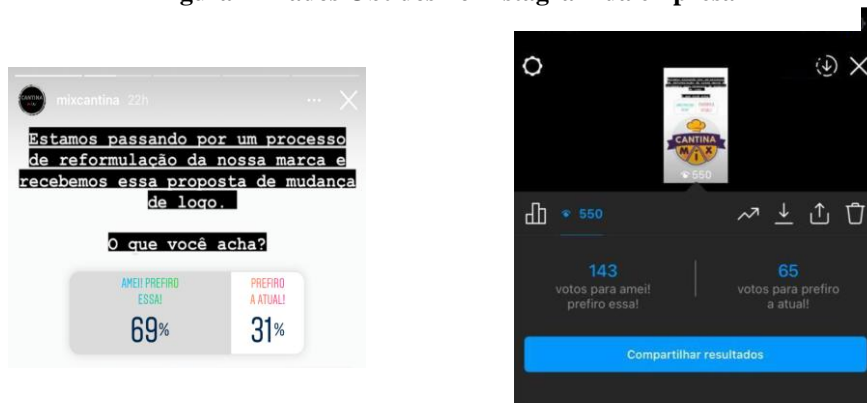 mixcantina 22h
Estamos passando por um processo
de reformulação da nossa marca e
recebemos essa proposta de mudança
de logo.
O que você acha?
AMEI! PREFIRO
ESSA!
69%
PREFIRO
A ATUAL!
31%
CANTINA
MIX
550
550
143
votos para amei!
prefiro essa!
65
votos para prefiro
a atual!
Compartilhar resultados